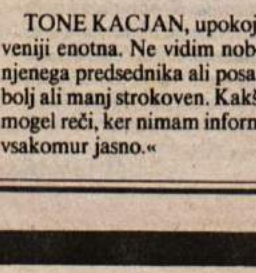 TONE KACJAN, upokoj
veniji enotna. Ne vidim nob
njenega predsednika ali posa
bolj ali manj strokoven. Kakš
mogel reči, ker nimam inforn
vsakomur jasno.«